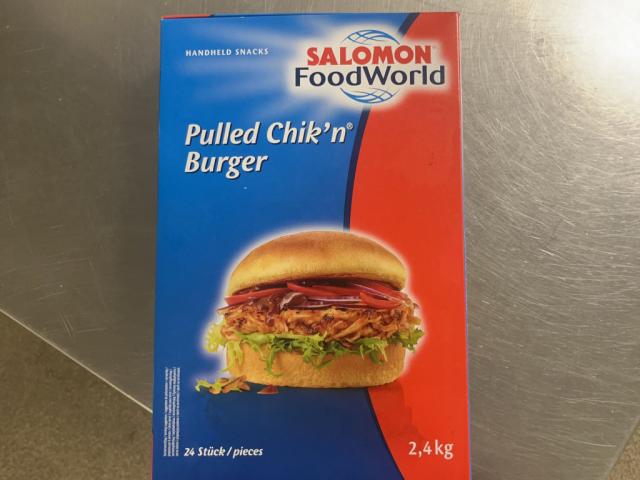 HANDHELD SNACKS
SALOMON
FoodWorld
Pulled Chik'n®
Burger
24 Stück / pieces
2,4 kg